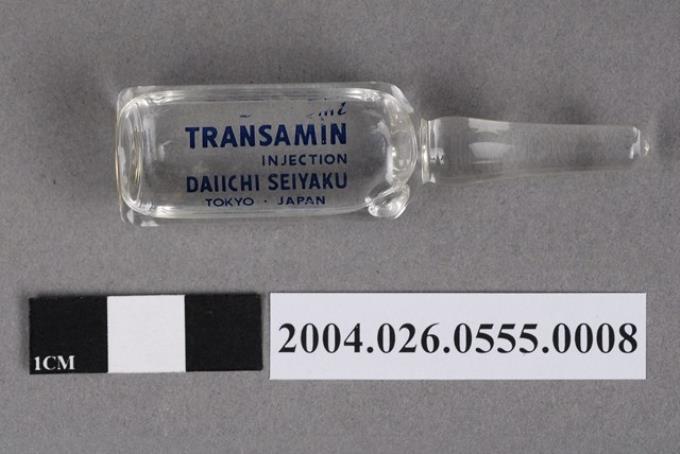 TRANSAMIN
INJECTION
DAIICHI SEIYAKU
TOKYO · JAPAN
1CM
2004.026.0555.0008